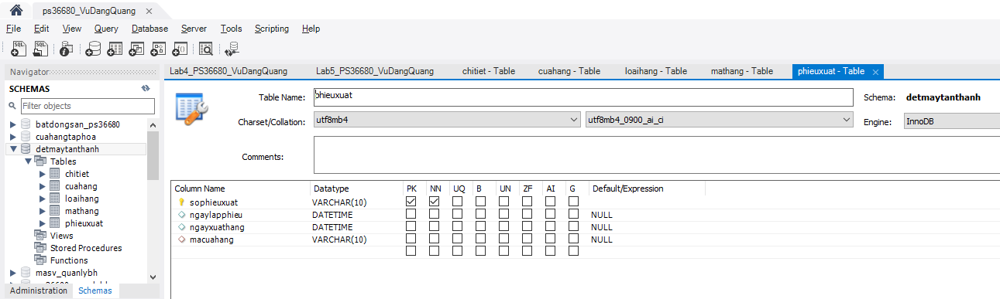 ps36680_VuDangQuang
File Edit View Query Database Server Tools Scripting Help
Navigator
SCHEMAS
Filter objects
batdongsan_ps36680
cuahangtaphoa
detmaytanthanh
Tables
chitiet
cuahang
loaihang
mathang
phieuxuat
Views
Stored Procedures
Functions
masv_quanlybh
Administration Schemas
Lab4_PS36680_VuDangQuang Lab5_PS36680_VuDangQuang chitiet - Table cuahang - Table loaihang - Table mathang - Table phieuxuat - Table
Table Name: phieuxuat Schema: detmaytanthanh
Charset/Collation: utf8mb4 utf8mb4_0900_ai_ci Engine: InnoDB
Comments:
Column Name Datatype PK NN UQ B UN ZF AI G Default/Expression
sophieuxuat VARCHAR(10)
ngaylapphieu DATETIME NULL
ngayxuathang DATETIME NULL
macuahang VARCHAR(10) NULL